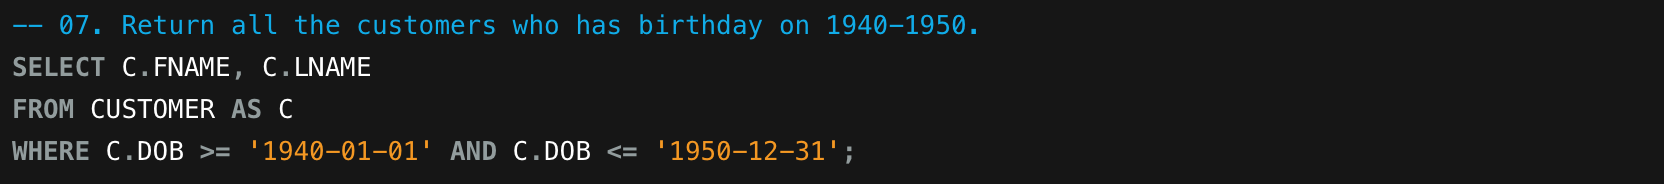 -- 07. Return all the customers who has birthday on 1940-1950.
SELECT C.FNAME, C.LNAME
FROM CUSTOMER AS C
WHERE C.DOB >= '1940-01-01' AND C.DOB <= '1950-12-31';